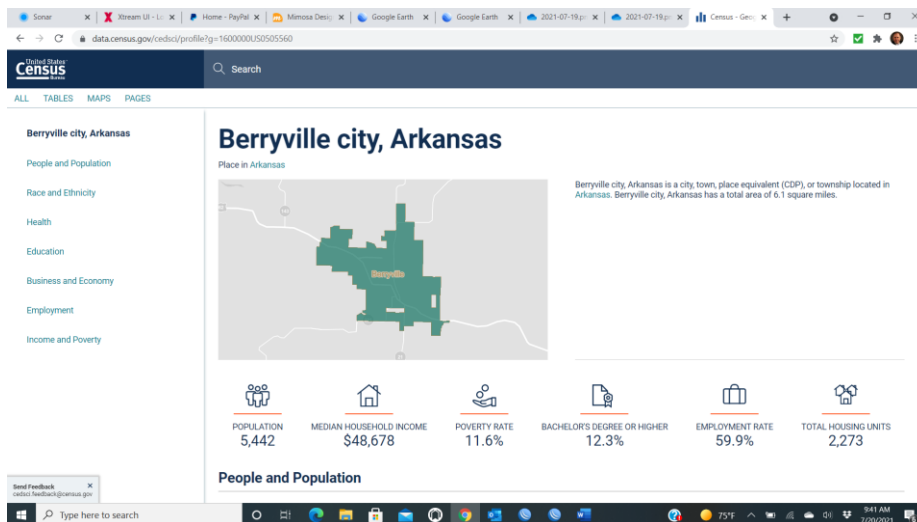 Sonar
Xtream UI - Lo
Home - PayPal
Mimosa Desig
Google Earth
Google Earth
2021-07-19.p
2021-07-19.p
Census - Geo
data.census.gov/cedsci/profile?g=1600000US0505560
United States
Census
Bureau
Search
ALL TABLES MAPS PAGES
Berryville city, Arkansas
People and Population
Race and Ethnicity
Health
Education
Business and Economy
Employment
Income and Poverty
Berryville city, Arkansas
Place in Arkansas
Berryville
Berryville city, Arkansas is a city, town, place equivalent (CDP), or township located in
Arkansas. Berryville city, Arkansas has a total area of 6.1 square miles.
POPULATION
5,442
MEDIAN HOUSEHOLD INCOME
$48,678
POVERTY RATE
11.6%
BACHELOR'S DEGREE OR HIGHER
12.3%
EMPLOYMENT RATE
59.9%
TOTAL HOUSING UNITS
2,273
People and Population
Send Feedback X
cedsci.feedback@census.gov
Type here to search
75°F
9:41 AM
7/20/2021